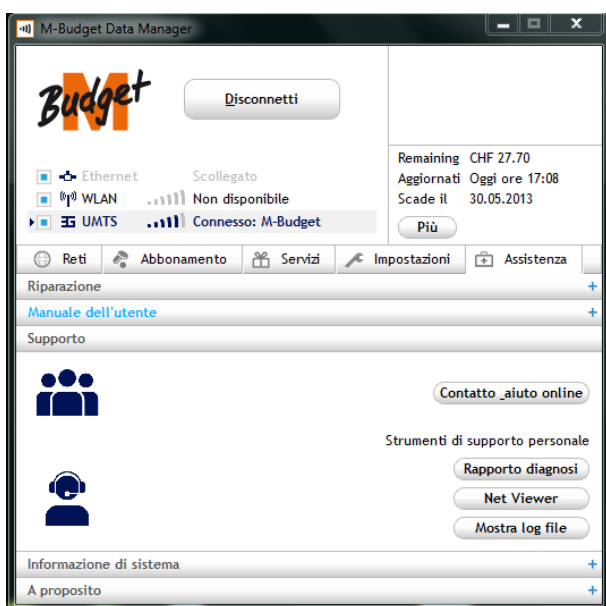 M-Budget Data Manager
M
Budget
Disconnetti
Ethernet Scollegato
WLAN Non disponibile
3G UMTS Connesso: M-Budget
Remaining CHF 27.70
Aggiornati Oggi ore 17:08
Scade il 30.05.2013
Più
Reti Abbonamento Servizi Impostazioni Assistenza
Riparazione +
Manuale dell'utente +
Supporto
Contatto _aiuto online
Strumenti di supporto personale
Rapporto diagnosi
Net Viewer
Mostra log file
Informazione di sistema +
A proposito +